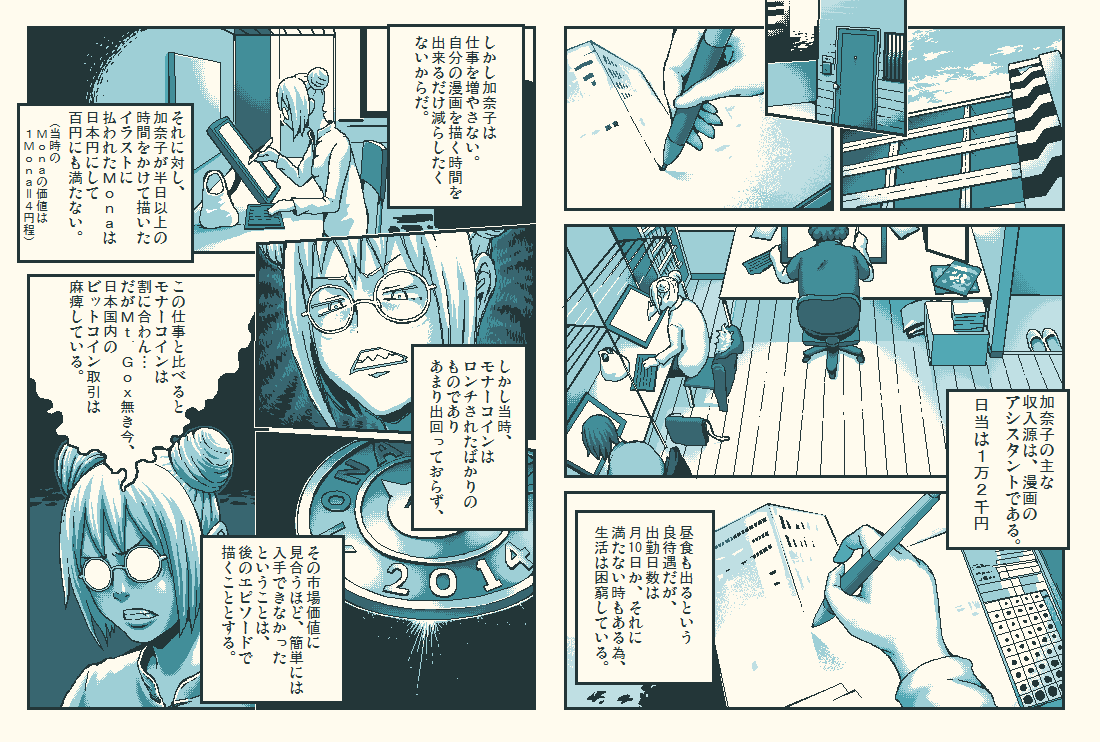 加奈子の主な
収入源は、漫画の
アシスタントである。
日当は1万2千円
昼食も出るという
良待遇だが、
出勤日数は
月10日か、それに
満たない時もある為、
生活は困窮している。
しかし加奈子は
仕事を増やさない。
自分の漫画を描く時間を
出来るだけ減らしたく
ないからだ。
それに対し、
加奈子が半日以上の
時間をかけて描いた
イラストに
払われたMonaは
日本円にして
百円にも満たない。
(当時の
Monaの価値は
1Mona=4円程)
しかし当時、
モナーコインは
ロンチされたばかりの
ものであり
あまり出回っておらず、
2014
その市場価値に
見合うほど、簡単には
入手できなかった
ということは、
後のエピソードで
描くこととする。
この仕事と比べると
モナーコインは
割に合わん…
だがMt.Gox無き今、
日本国内の
ビットコイン取引は
麻痺している。